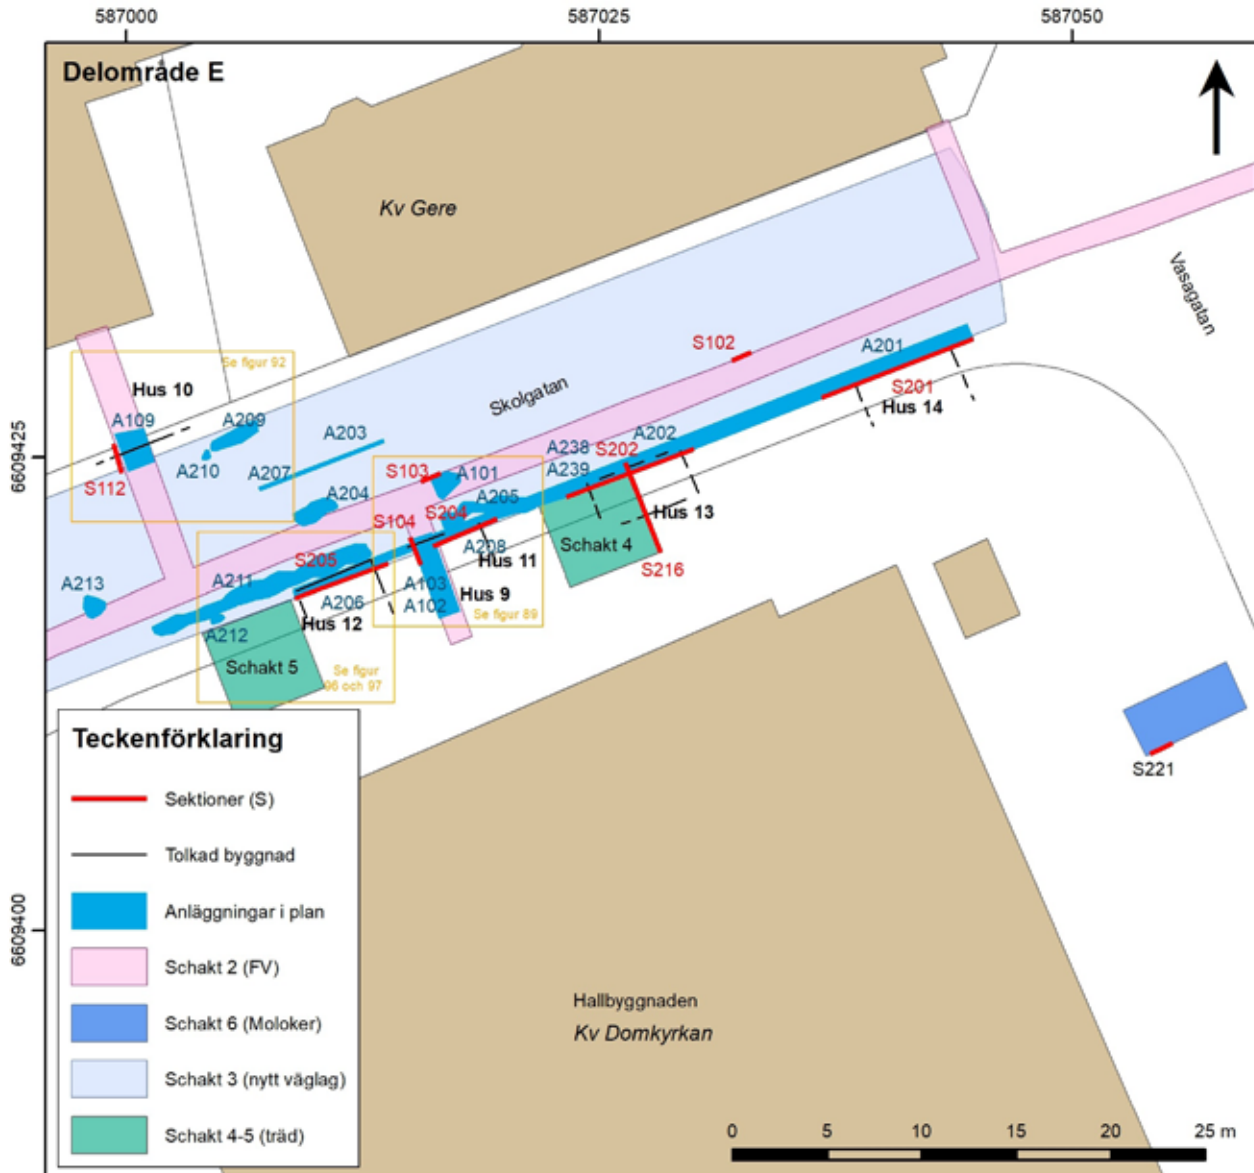 587000
587025
587050
Delområde E
Kv Gere
Vasagatan
S102
A201
Se figur 92
Hus 10
Skolgatan
S201
Hus 14
A109
A209
A203
A238
S202
A202
6609425
A210
A207
S103
A101
A239
S112
A204
S104
S204
A205
Hus 13
S205
A208
Schakt 4
A213
A211
Hus 11
S216
A103
A206
A102
Hus 9
Se figur 89
A212
Hus 12
Schakt 5
Se figur
96 och 97
S221
Teckenförklaring
Sektioner (S)
Tolkad byggnad
Anläggningar i plan
6609400
Schakt 2 (FV)
Hallbyggnaden
Kv Domkyrkan
Schakt 6 (Moloker)
Schakt 3 (nytt väglag)
Schakt 4-5 (träd)
0 5 10 15 20 25 m